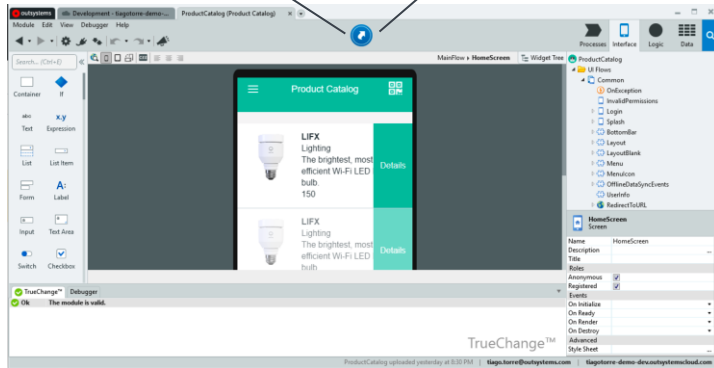 outsystems
Development - tiagotorre-demo-...
ProductCatalog (Product Catalog)
Module Edit View Debugger Help
Processes Interface Logic Data
Search... (Ctrl+E)
MainFlow ▸ HomeScreen
Widget Tree
Container If
abc x.y
Text Expression
List List Item
Form Label
Input Text Area
Switch Checkbox
Product Catalog
LIFX
Lighting
The brightest, most
efficient Wi-Fi LED
bulb.
150
Details
LIFX
Lighting
The brightest, most
efficient Wi-Fi LED
bulb
Details
ProductCatalog
UI Flows
Common
OnException
InvalidPermissions
Login
Splash
BottomBar
Layout
LayoutBlank
Menu
MenuIcon
OfflineDataSyncEvents
UserInfo
RedirectToURL
HomeScreen
Screen
Name HomeScreen
Description
Title
Roles
Anonymous
Registered
Events
On Initialize
On Ready
On Render
On Destroy
Advanced
Style Sheet
TrueChange™ Debugger
Ok The module is valid.
TrueChange™
ProductCatalog uploaded yesterday at 6:30 PM | tiago.torre@outsystems.com | tiagotorre-demo-dev.outsystemscloud.com